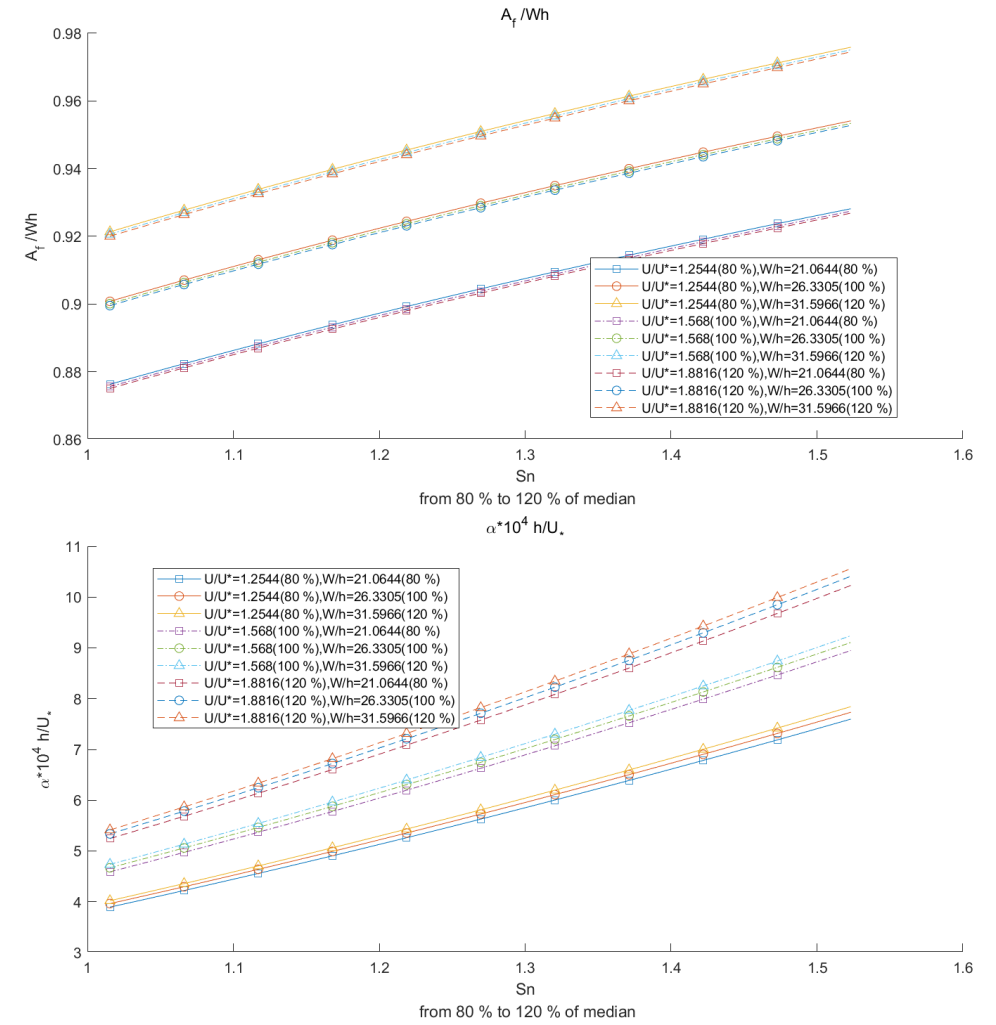 A_f /Wh
0.98
0.96
0.94
0.92
0.9
0.88
0.86
A_f /Wh
U/U*=1.2544(80 %),W/h=21.0644(80 %)
U/U*=1.2544(80 %),W/h=26.3305(100 %)
U/U*=1.2544(80 %),W/h=31.5966(120 %)
U/U*=1.568(100 %),W/h=21.0644(80 %)
U/U*=1.568(100 %),W/h=26.3305(100 %)
U/U*=1.568(100 %),W/h=31.5966(120 %)
U/U*=1.8816(120 %),W/h=21.0644(80 %)
U/U*=1.8816(120 %),W/h=26.3305(100 %)
U/U*=1.8816(120 %),W/h=31.5966(120 %)
1 1.1 1.2 1.3 1.4 1.5 1.6
Sn
from 80 % to 120 % of median
α*10^4 h/U_*
11
10
9
8
7
6
5
4
3
α*10^4 h/U_*
U/U*=1.2544(80 %),W/h=21.0644(80 %)
U/U*=1.2544(80 %),W/h=26.3305(100 %)
U/U*=1.2544(80 %),W/h=31.5966(120 %)
U/U*=1.568(100 %),W/h=21.0644(80 %)
U/U*=1.568(100 %),W/h=26.3305(100 %)
U/U*=1.568(100 %),W/h=31.5966(120 %)
U/U*=1.8816(120 %),W/h=21.0644(80 %)
U/U*=1.8816(120 %),W/h=26.3305(100 %)
U/U*=1.8816(120 %),W/h=31.5966(120 %)
1 1.1 1.2 1.3 1.4 1.5 1.6
Sn
from 80 % to 120 % of median